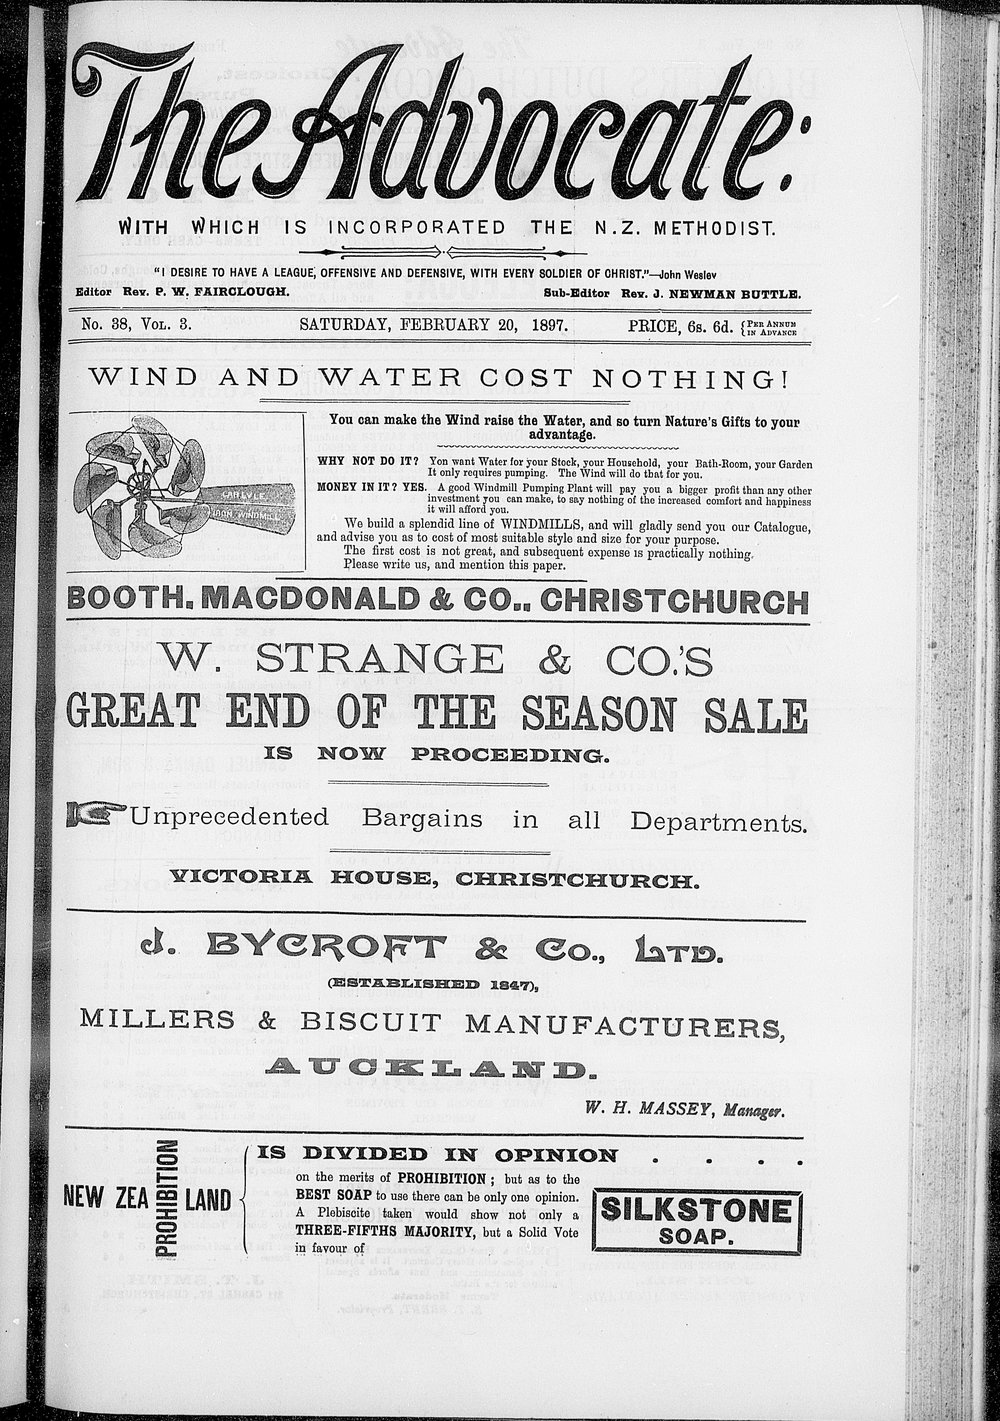 The Advocate:
WITH WHICH IS INCORPORATED THE N.Z. METHODIST.
"I DESIRE TO HAVE A LEAGUE, OFFENSIVE AND DEFENSIVE, WITH EVERY SOLDIER OF CHRIST."—John Weslev
Editor Rev. P. W. FAIRCLOUGH. Sub-Editor Rev. J. NEWMAN BUTTLE.
No. 38, VOL. 3. SATURDAY, FEBRUARY 20, 1897. PRICE, 6s. 6d. { PER ANNUM
IN ADVANCE
WIND AND WATER COST NOTHING!
CARLYLE
IRON WINDMILL
You can make the Wind raise the Water, and so turn Nature's Gifts to your
advantage.
WHY NOT DO IT? You want Water for your Stock, your Household, your Bath-Room, your Garden
It only requires pumping. The Wind will do that for you.
MONEY IN IT? YES. A good Windmill Pumping Plant will pay you a bigger profit than any other
investment you can make, to say nothing of the increased comfort and happiness
it will afford you.
We build a splendid line of WINDMILLS, and will gladly send you our Catalogue,
and advise you as to cost of most suitable style and size for your purpose.
The first cost is not great, and subsequent expense is practically nothing.
Please write us, and mention this paper.
BOOTH, MACDONALD & CO., CHRISTCHURCH
W. STRANGE & CO.'S
GREAT END OF THE SEASON SALE
IS NOW PROCEEDING.
Unprecedented Bargains in all Departments.
VICTORIA HOUSE, CHRISTCHURCH.
J. BYCROFT & Co., LTD.
(ESTABLISHED 1847),
MILLERS & BISCUIT MANUFACTURERS,
AUCKLAND.
W. H. MASSEY, Manager.
NEW ZEA PROHIBITION LAND {
IS DIVIDED IN OPINION . . . .
on the merits of PROHIBITION; but as to the
BEST SOAP to use there can be only one opinion.
A Plebiscite taken would show not only a
THREE-FIFTHS MAJORITY, but a Solid Vote
in favour of
SILKSTONE
SOAP.